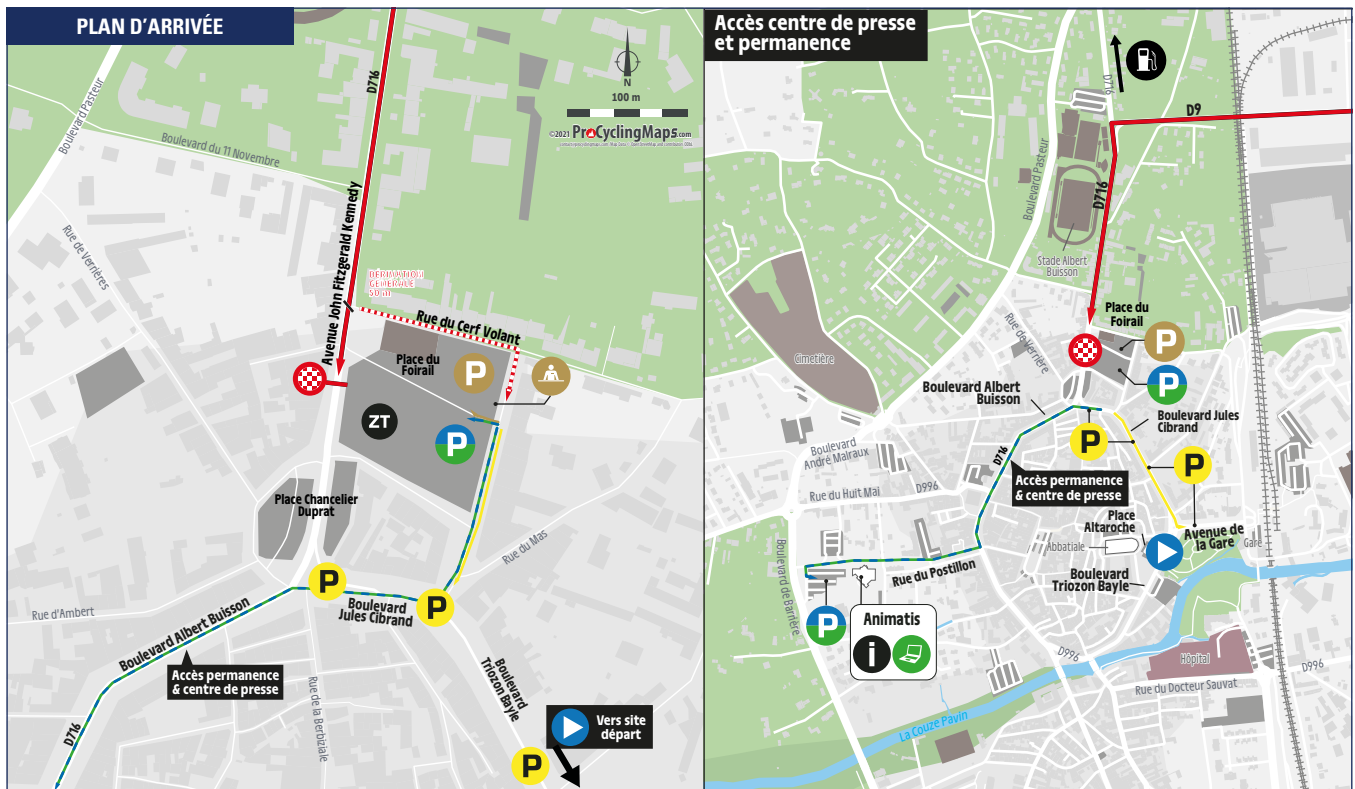 PLAN D'ARRIVÉE
D716
N
100 m
©2021 ProCyclingMaps.com
Boulevard Pasteur
Boulevard du 11 Novembre
Avenue John Fitzgerald Kennedy
Rue de Verrières
DÉRIVATION
GÉNÉRALE
50 m
Rue du Cerf Volant
Place du
Foirail
P
ZT
P
Place Chancelier
Duprat
Rue du Mas
P
P
Rue d'Ambert
Boulevard
Jules Cibrand
Boulevard Albert Buisson
Accès permanence
& centre de presse
Rue de la Berbiziale
Boulevard
Triozon Bayle
Vers site
départ
D716
P
Accès centre de presse
et permanence
D716
D9
Boulevard Pasteur
D716
Stade Albert
Buisson
Place du
Foirail
Rue de Verrière
P
Cimetière
P
Boulevard Albert
Buisson
Boulevard Jules
Cibrand
P
Boulevard
André Malraux
D716
P
Accès permanence
& centre de presse
Rue du Huit Mai
D996
Place
Altaroche
Avenue de
la Gare
Gare
Abbatiale
Rue du Postillon
Boulevard
Triozon Bayle
Boulevard de Barrière
P
Animatis
i
D996
Hôpital
D996
Rue du Docteur Sauvat
La Couze Pavin